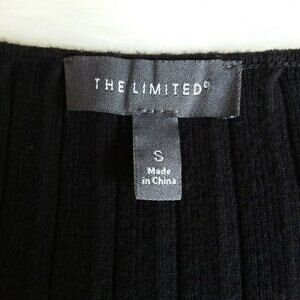 THE LIMITED®
S
Made
in China